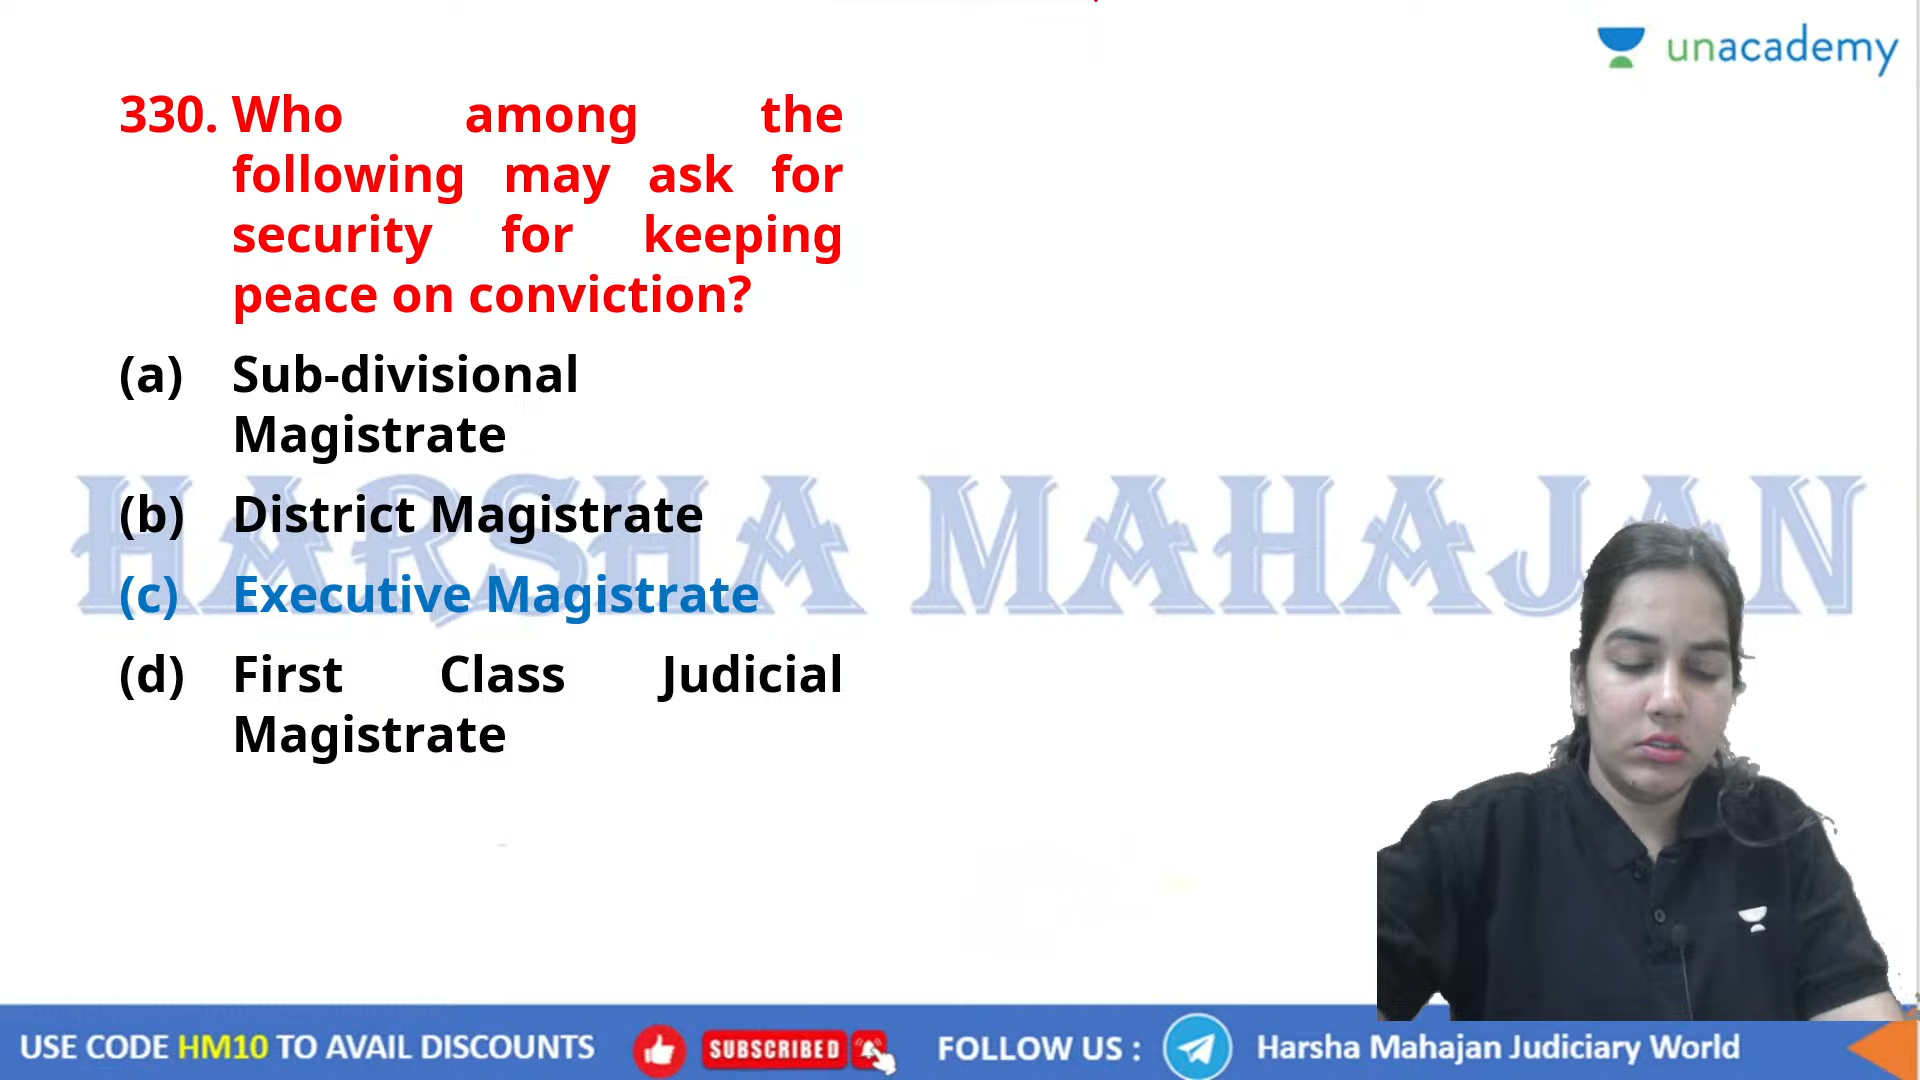 unacademy
330. Who among the
following may ask for
security for keeping
peace on conviction?
(a) Sub-divisional
Magistrate
(b) District Magistrate
(c) Executive Magistrate
(d) First Class Judicial
Magistrate
HARSHA MAHAJAN
USE CODE HM10 TO AVAIL DISCOUNTS
SUBSCRIBED
FOLLOW US :
Harsha Mahajan Judiciary World